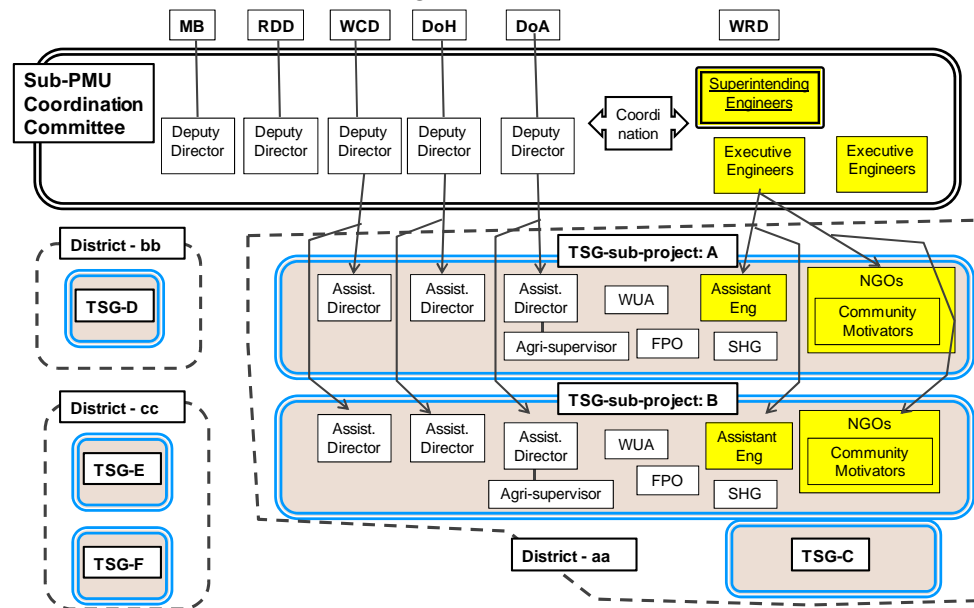 MB
RDD
WCD
DoH
DoA
WRD
Sub-PMU
Coordination
Committee
Superintending
Engineers
Coordi
nation
Deputy
Director
Deputy
Director
Deputy
Director
Deputy
Director
Deputy
Director
Executive
Engineers
Executive
Engineers
District - bb
TSG-D
TSG-sub-project: A
Assist.
Director
Assist.
Director
Assist.
Director
Agri-supervisor
WUA
FPO
Assistant
Eng
SHG
NGOs
Community
Motivators
District - cc
TSG-E
TSG-F
TSG-sub-project: B
Assist.
Director
Assist.
Director
Assist.
Director
Agri-supervisor
WUA
FPO
Assistant
Eng
SHG
NGOs
Community
Motivators
District - aa
TSG-C